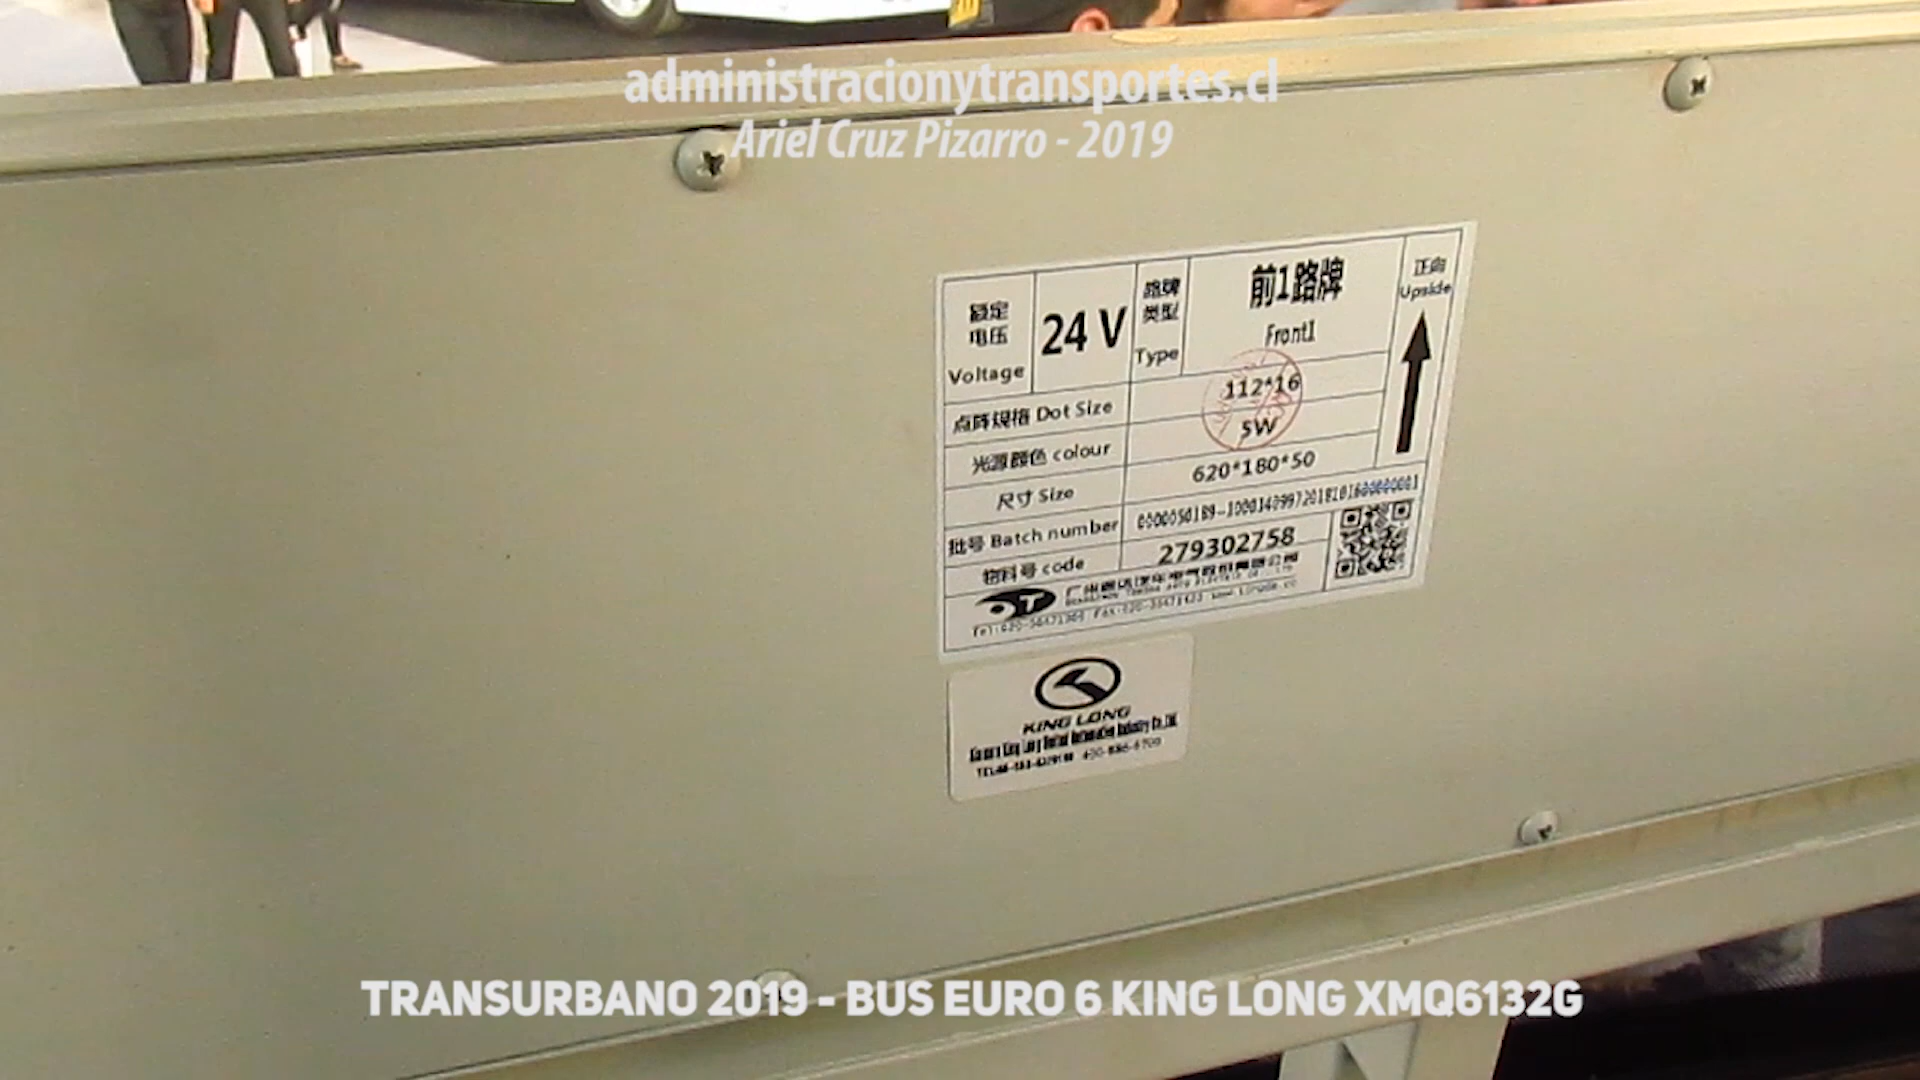 administracionytransportes.cl
Ariel Cruz Pizarro - 2019
额定电压 Voltage 24 V 路牌类型 Type 前1路牌 Front1 正向 Upside
点阵规格 Dot Size 112*16
光源颜色 colour 5W
尺寸 Size 620*180*50
批号 Batch number
物料号 code 279302758
KING LONG
TRANSURBANO 2019 - BUS EURO 6 KING LONG XMQ6132G